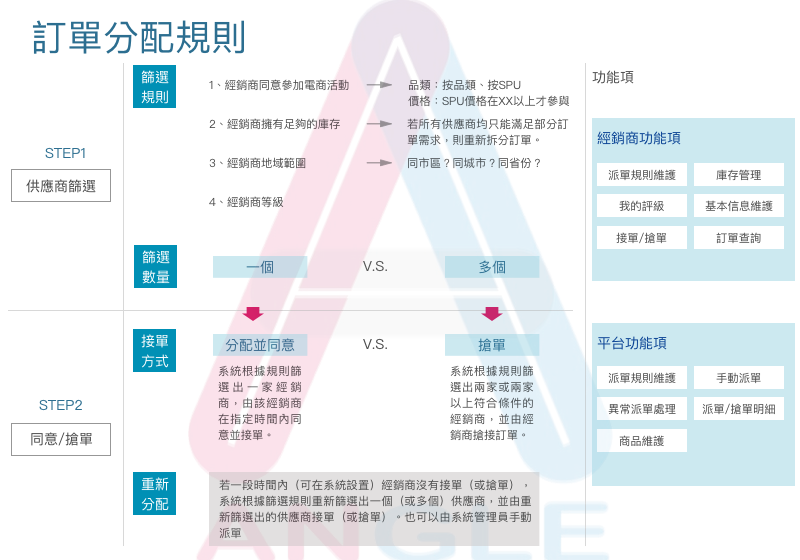 訂單分配規則
STEP1
供應商篩選
篩選
規則
1、經銷商同意參加電商活動
品類：按品類、按SPU
價格：SPU價格在XX以上才參與
2、經銷商擁有足夠的庫存
若所有供應商均只能滿足部分訂
單需求，則重新拆分訂單。
3、經銷商地域範圍
同市區？同城市？同省份？
4、經銷商等級
篩選
數量
一個
V.S.
多個
STEP2
同意/搶單
接單
方式
分配並同意
V.S.
搶單
系統根據規則篩
選出一家經銷
商，由該經銷商
在指定時間內同
意並接單。
系統根據規則篩
選出兩家或兩家
以上符合條件的
經銷商，並由經
銷商搶接訂單。
重新
分配
若一段時間內（可在系統設置）經銷商沒有接單（或搶單），
系統根據篩選規則重新篩選出一個（或多個）供應商，並由重
新篩選出的供應商接單（或搶單）。也可以由系統管理員手動
派單
功能項
經銷商功能項
派單規則維護
庫存管理
我的評級
基本信息維護
接單/搶單
訂單查詢
平台功能項
派單規則維護
手動派單
異常派單處理
派單/搶單明細
商品維護
ANGLE